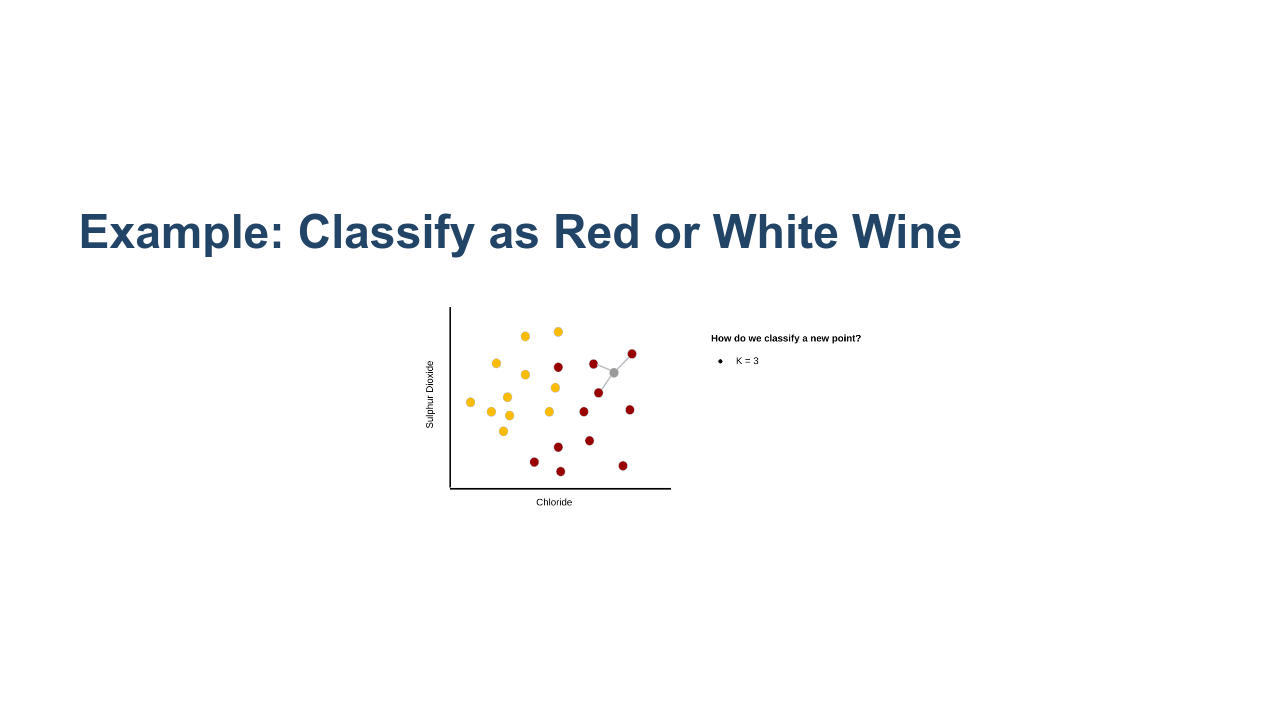 Example: Classify as Red or White Wine
Sulphur Dioxide
Chloride
How do we classify a new point?
● K = 3